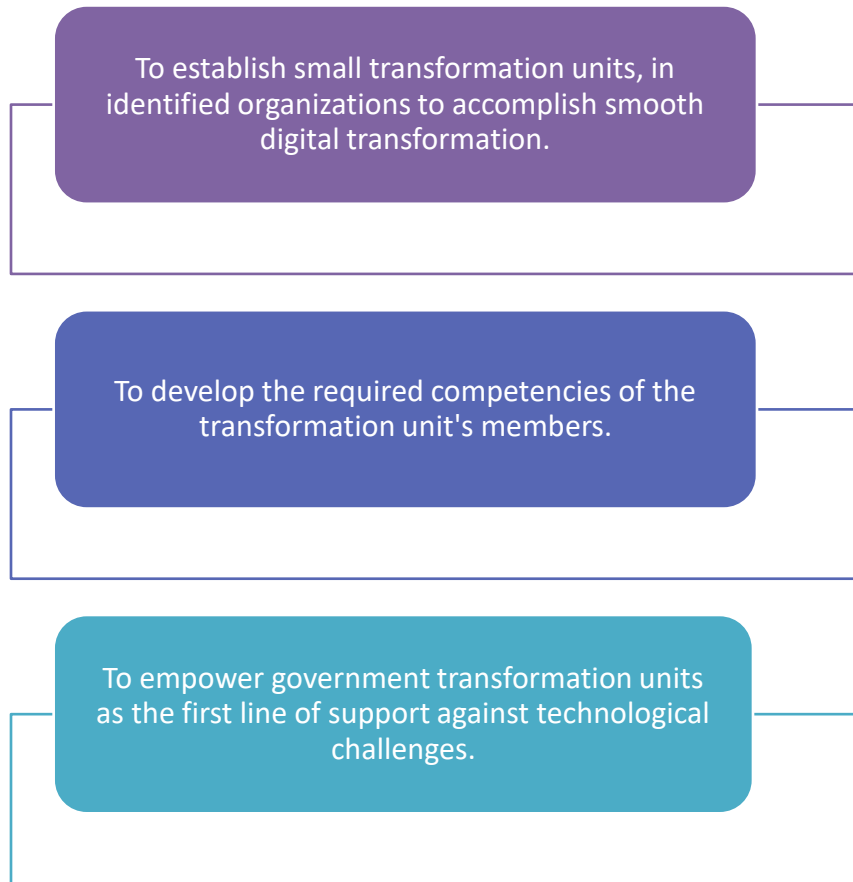 To establish small transformation units, in
identified organizations to accomplish smooth
digital transformation.
To develop the required competencies of the
transformation unit's members.
To empower government transformation units
as the first line of support against technological
challenges.